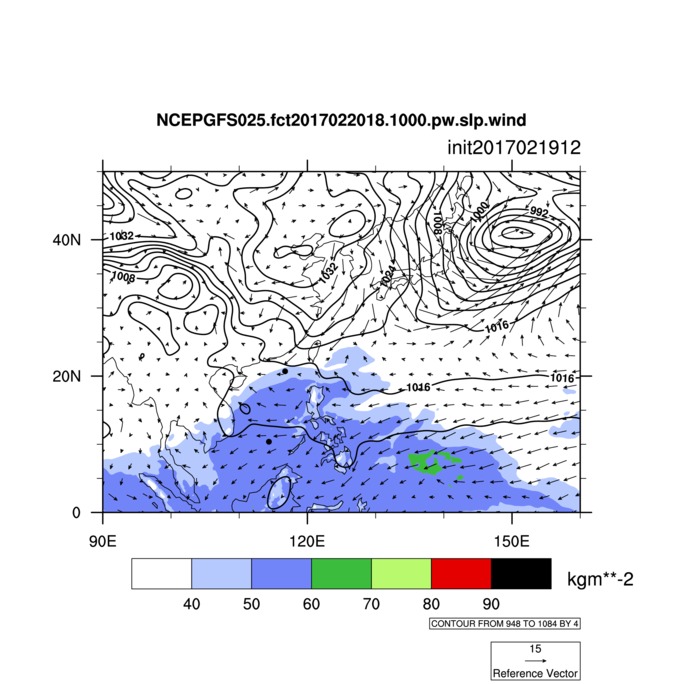 NCEPGFS025.fct2017022018.1000.pw.slp.wind
init2017021912
992
1000
1008
1032
40N
1008
1032
1024
1016
20N
1016
1016
0
90E
120E
150E
kgm**-2
40
50
60
70
80
90
CONTOUR FROM 948 TO 1084 BY 4
15
Reference Vector